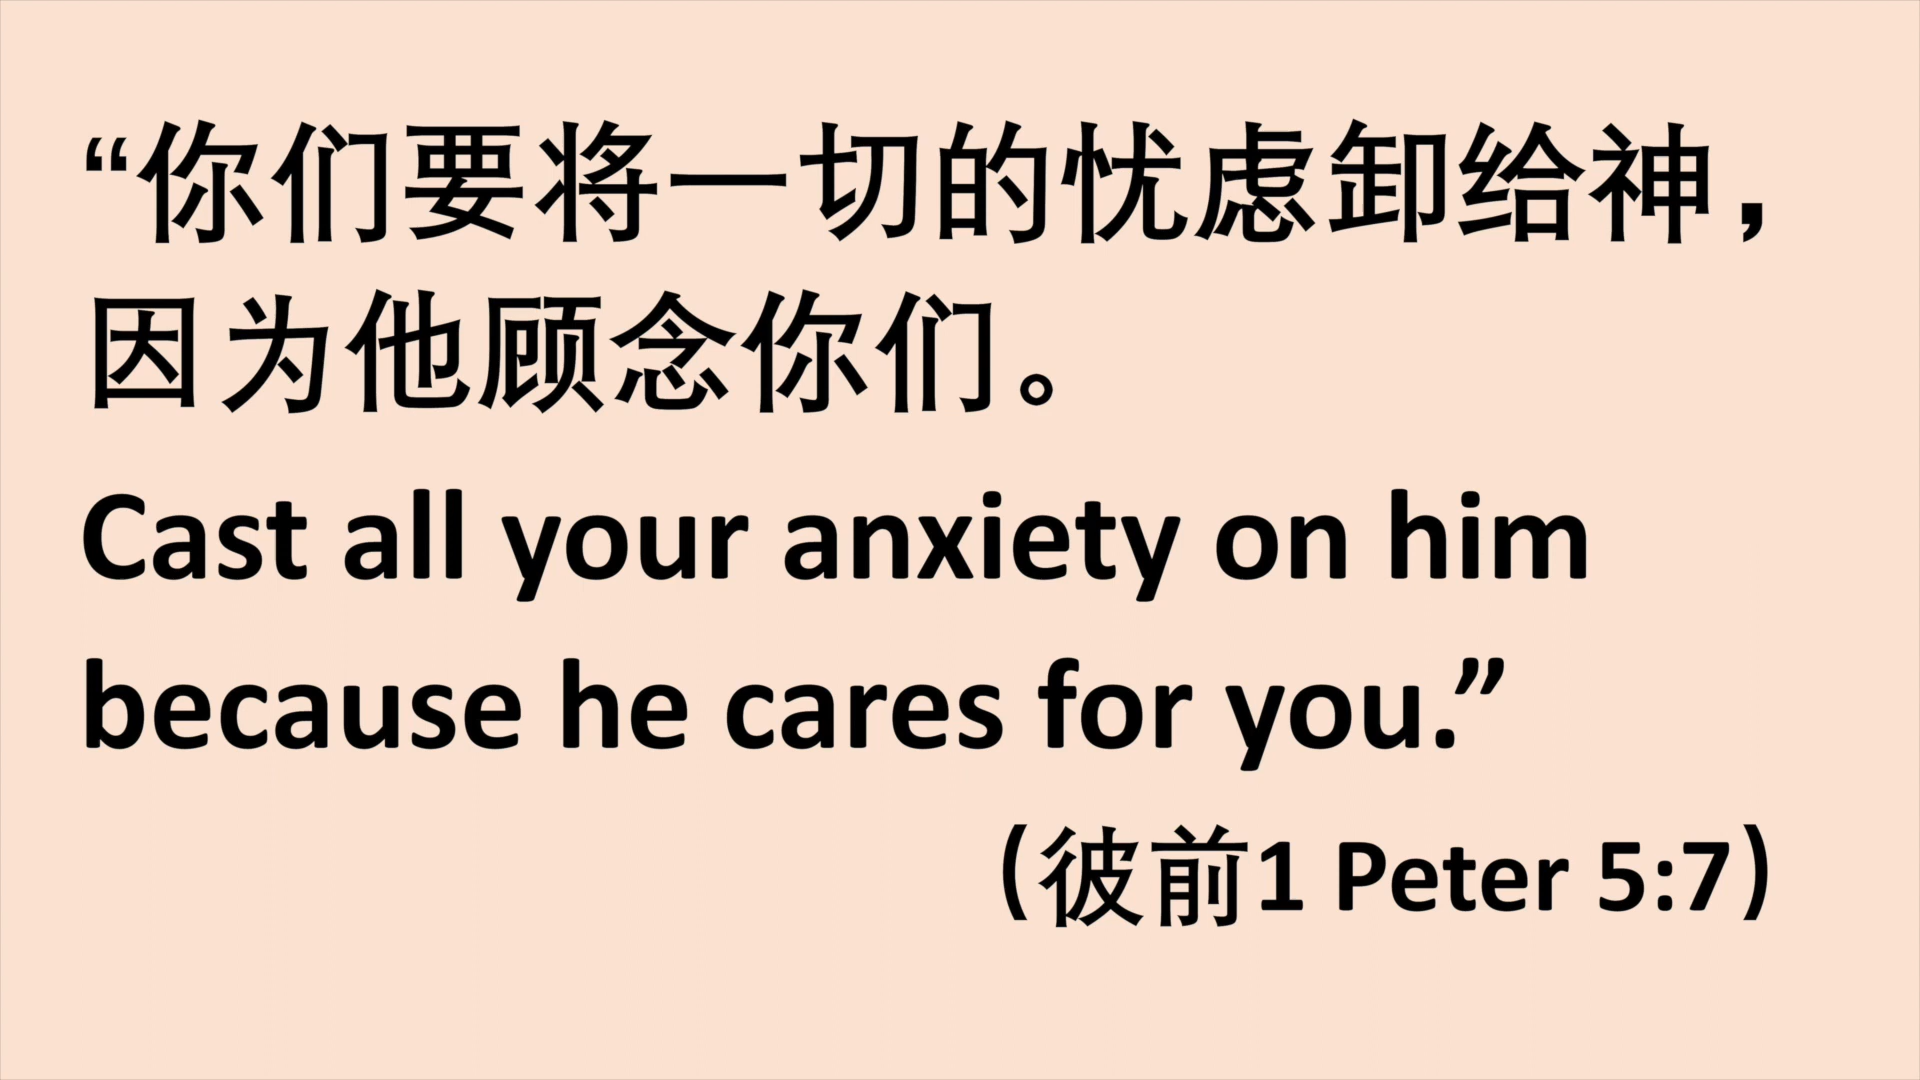 “你们要将一切的忧虑卸给神，
因为他顾念你们。
Cast all your anxiety on him
because he cares for you.”
(彼前1 Peter 5:7)